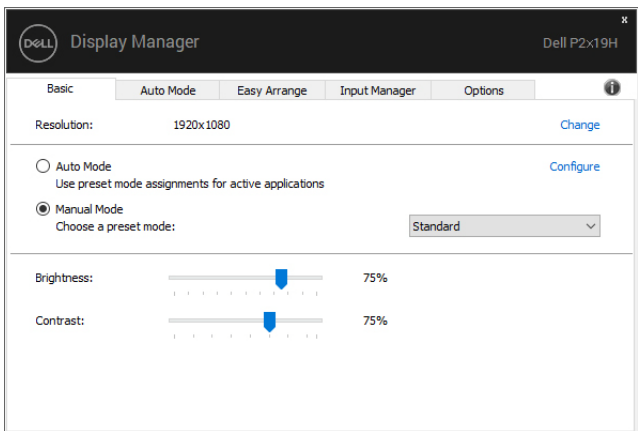 x
DELL Display Manager Dell P2x19H
Basic Auto Mode Easy Arrange Input Manager Options i
Resolution: 1920x1080 Change
Auto Mode Configure
Use preset mode assignments for active applications
Manual Mode
Choose a preset mode: Standard
Brightness: 75%
Contrast: 75%